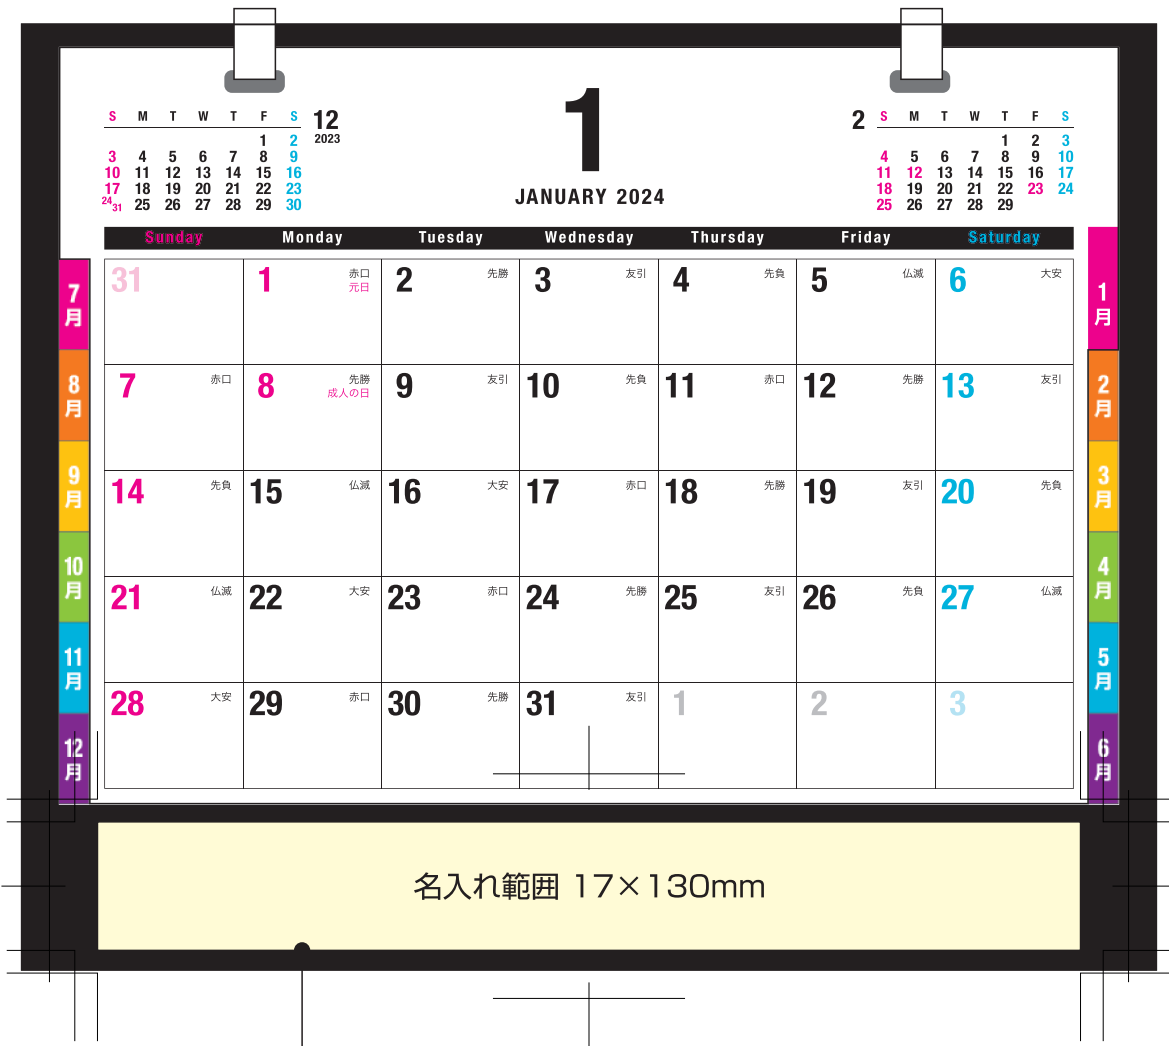 S M T W T F S 12
2023
1 2
3 4 5 6 7 8 9
10 11 12 13 14 15 16
17 18 19 20 21 22 23
24 31 25 26 27 28 29 30
1
JANUARY 2024
2 S M T W T F S
1 2 3
4 5 6 7 8 9 10
11 12 13 14 15 16 17
18 19 20 21 22 23 24
25 26 27 28 29
Sunday Monday Tuesday Wednesday Thursday Friday Saturday
31 1 赤口 2 先勝 3 友引 4 先負 5 仏滅 6 大安
元日
7 赤口 8 先勝 9 友引 10 先負 11 赤口 12 先勝 13 友引
成人の日
14 先負 15 仏滅 16 大安 17 赤口 18 先勝 19 友引 20 先負
21 仏滅 22 大安 23 赤口 24 先勝 25 友引 26 先負 27 仏滅
28 大安 29 赤口 30 先勝 31 友引 1 2 3
7月
8月
9月
10月
11月
12月
1月
2月
3月
4月
5月
6月
名入れ範囲 17×130mm